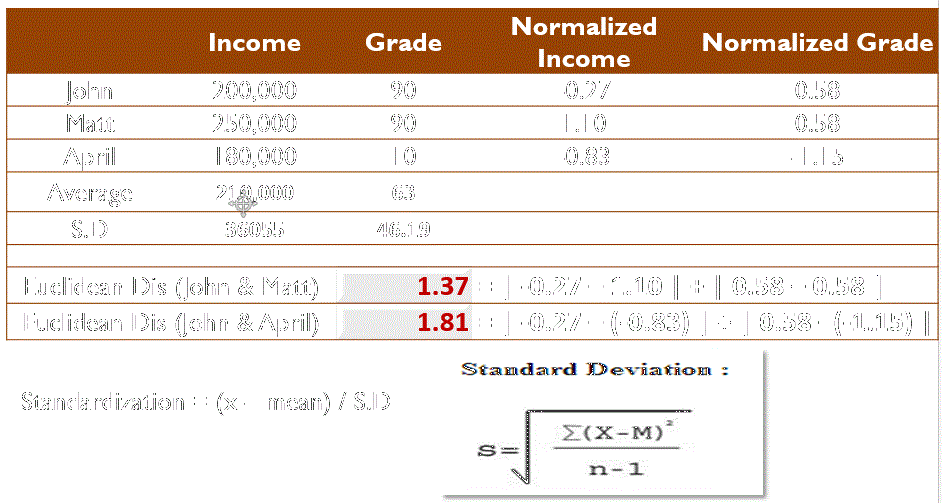 Income Grade Normalized Income Normalized Grade
John 200,000 90 0.27 0.58
Matt 250,000 90 1.10 0.58
April 180,000 10 0.83 -1.15
Average 210,000 63
S.D 36055 46.19
Euclidean Dis (John & Matt) 1.37 = | -0.27 – 1.10 | + | 0.58 – 0.58 |
Euclidean Dis (John & April) 1.81 = | -0.27 – (-0.83) | + | 0.58 - (-1.15) |
Standard Deviation :
Standardization = (x – mean) / S.D
S=√ Σ(X-M)²
n-1